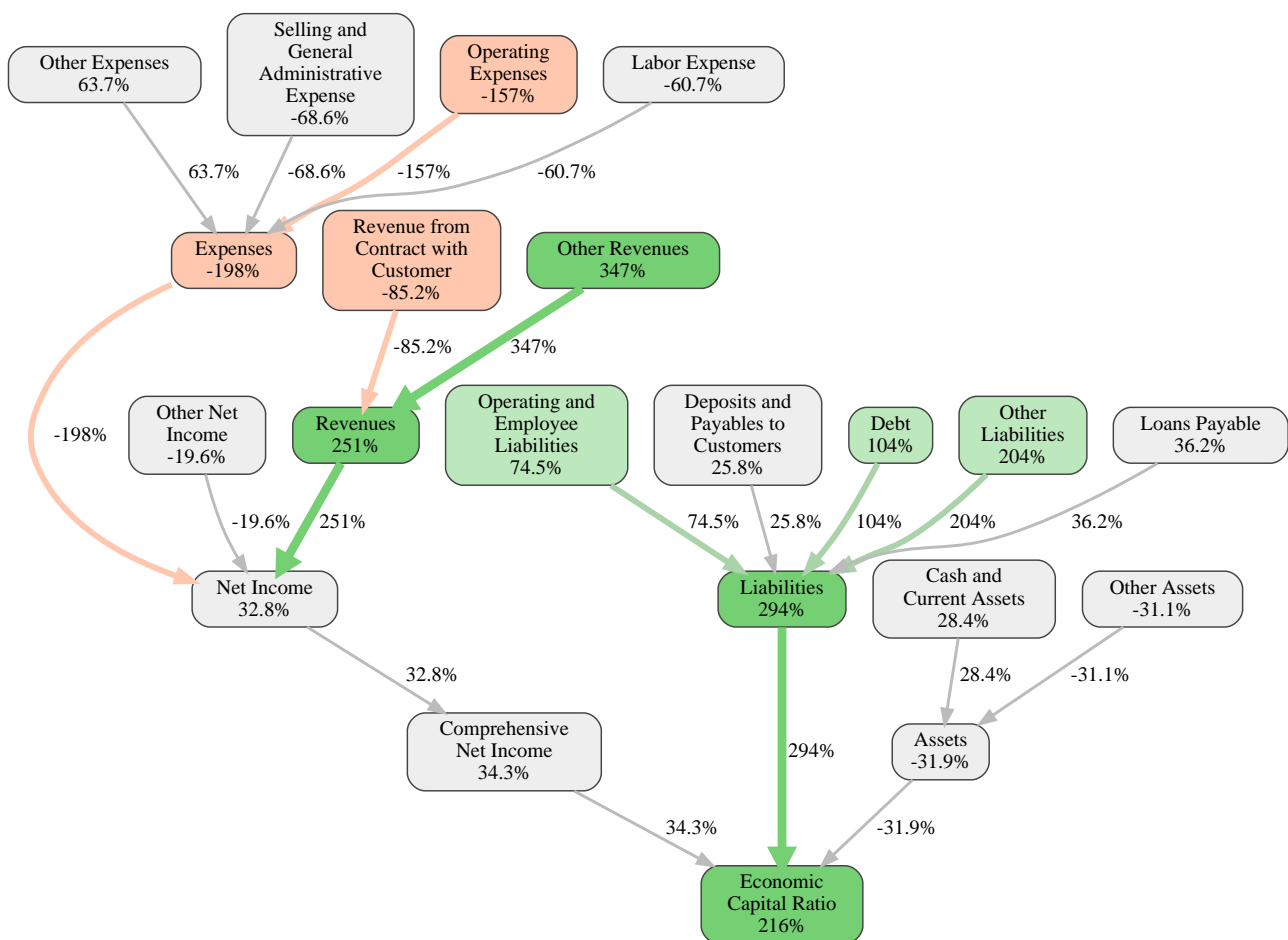 Other Expenses
63.7%
Selling and
General
Administrative
Expense
-68.6%
Operating
Expenses
-157%
Labor Expense
-60.7%
63.7%
-68.6%
-157%
-60.7%
Expenses
-198%
Revenue from
Contract with
Customer
-85.2%
Other Revenues
347%
-85.2%
347%
-198%
Other Net
Income
-19.6%
Revenues
251%
Operating and
Employee
Liabilities
74.5%
Deposits and
Payables to
Customers
25.8%
Debt
104%
Other
Liabilities
204%
Loans Payable
36.2%
-19.6%
251%
74.5%
25.8%
104%
204%
36.2%
Net Income
32.8%
Liabilities
294%
Cash and
Current Assets
28.4%
Other Assets
-31.1%
32.8%
28.4%
-31.1%
Comprehensive
Net Income
34.3%
294%
Assets
-31.9%
34.3%
-31.9%
Economic
Capital Ratio
216%